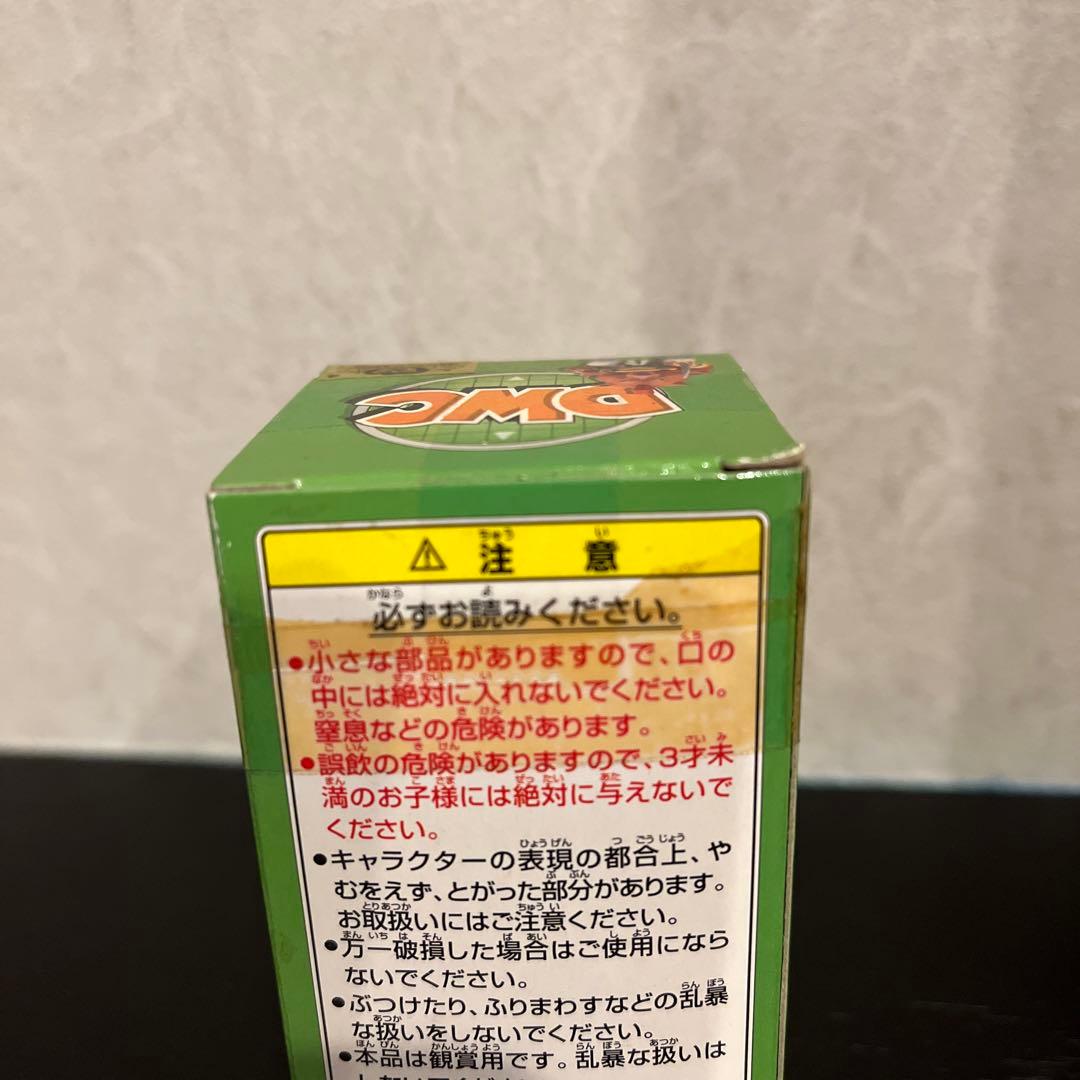 DWC
⚠ 注意
必ずお読みください。
●小さな部品がありますので、口の
中には絶対に入れないでください。
窒息などの危険があります。
●誤飲の危険がありますので、3才未
満のお子様には絶対に与えないで
ください。
●キャラクターの表現の都合上、や
むをえず、とがった部分があります。
お取扱いにはご注意ください。
●万一破損した場合はご使用になら
ないでください。
●ぶつけたり、ふりまわすなどの乱暴
な扱いをしないでください。
●本品は観賞用です。乱暴な扱いは